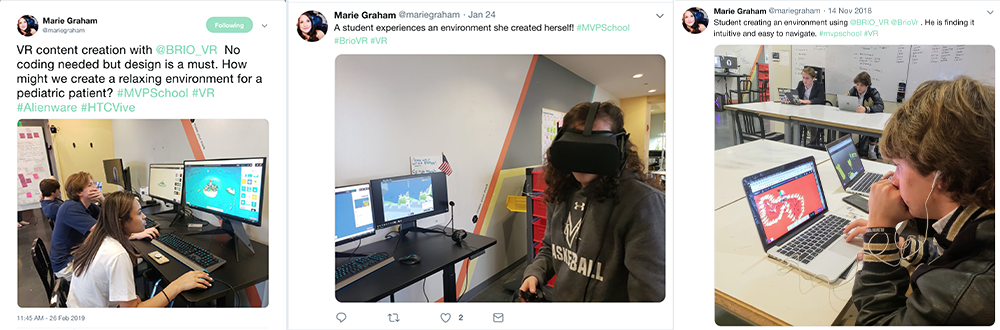 Marie Graham
@mariegraham
Following
VR content creation with @BRIO_VR No
coding needed but design is a must. How
might we create a relaxing environment for a
pediatric patient? #MVPSchool #VR
#Alienware #HTCVive
11:45 AM - 26 Feb 2019
Marie Graham @mariegraham · Jan 24
A student experiences an environment she created herself! #MVPSchool
#BrioVR #VR
BASKETBALL
2
Marie Graham @mariegraham · 14 Nov 2018
Student creating an environment using @BRIO_VR @BrioVr . He is finding it
intuitive and easy to navigate. #mvpschool #VR